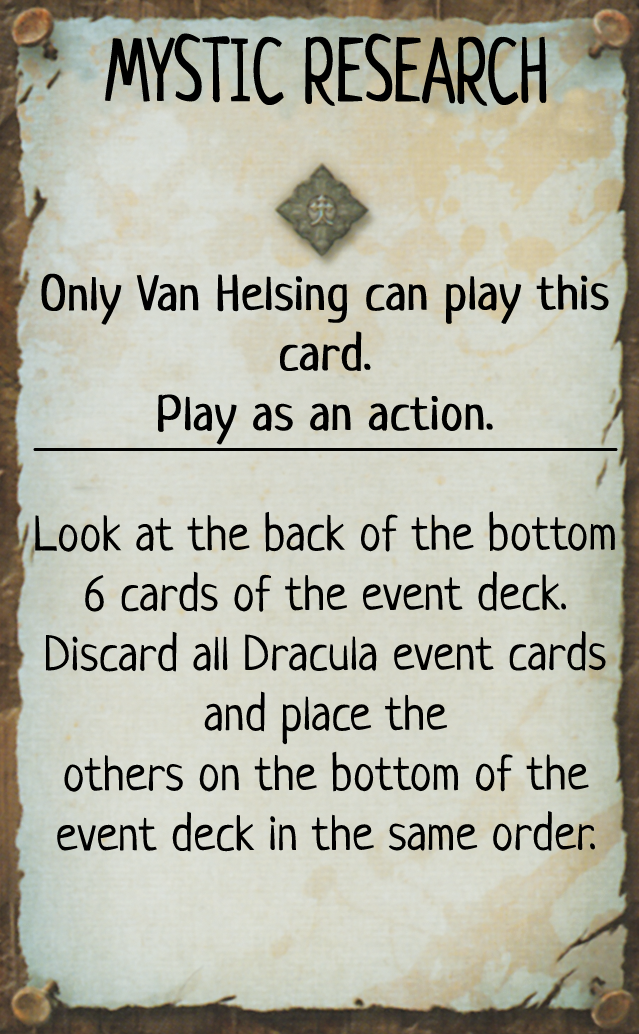 MYSTIC RESEARCH
Only Van Helsing can play this
card.
Play as an action.
Look at the back of the bottom
6 cards of the event deck.
Discard all Dracula event cards
and place the
others on the bottom of the
event deck in the same order.